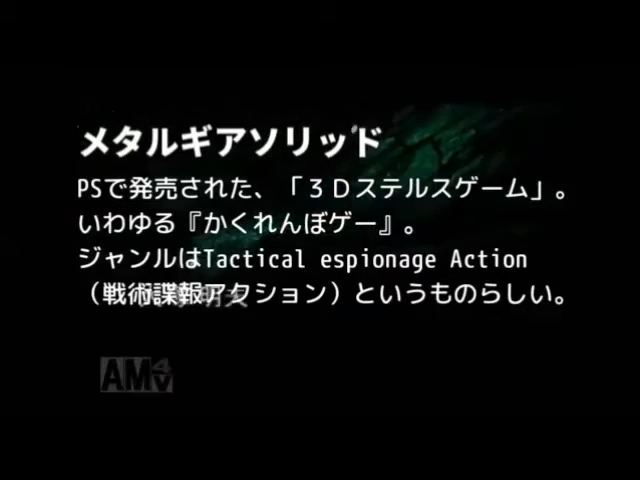 メタルギアソリッド
PSで発売された、「３Ｄステルスゲーム」。
いわゆる『かくれんぼゲー』。
ジャンルはTactical espionage Action
（戦術諜報アクション）というものらしい。
AM4V